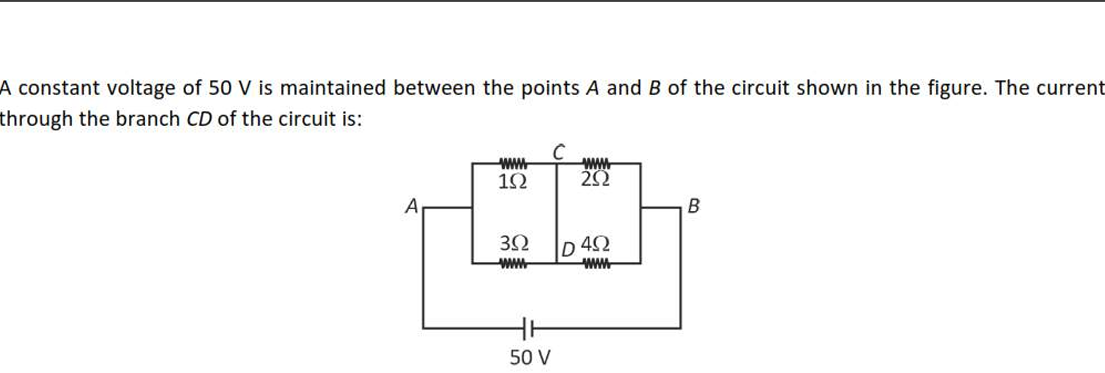 A constant voltage of 50 V is maintained between the points A and B of the circuit shown in the figure. The current
through the branch CD of the circuit is:
C
1Ω 2Ω
A B
3Ω D 4Ω
50 V